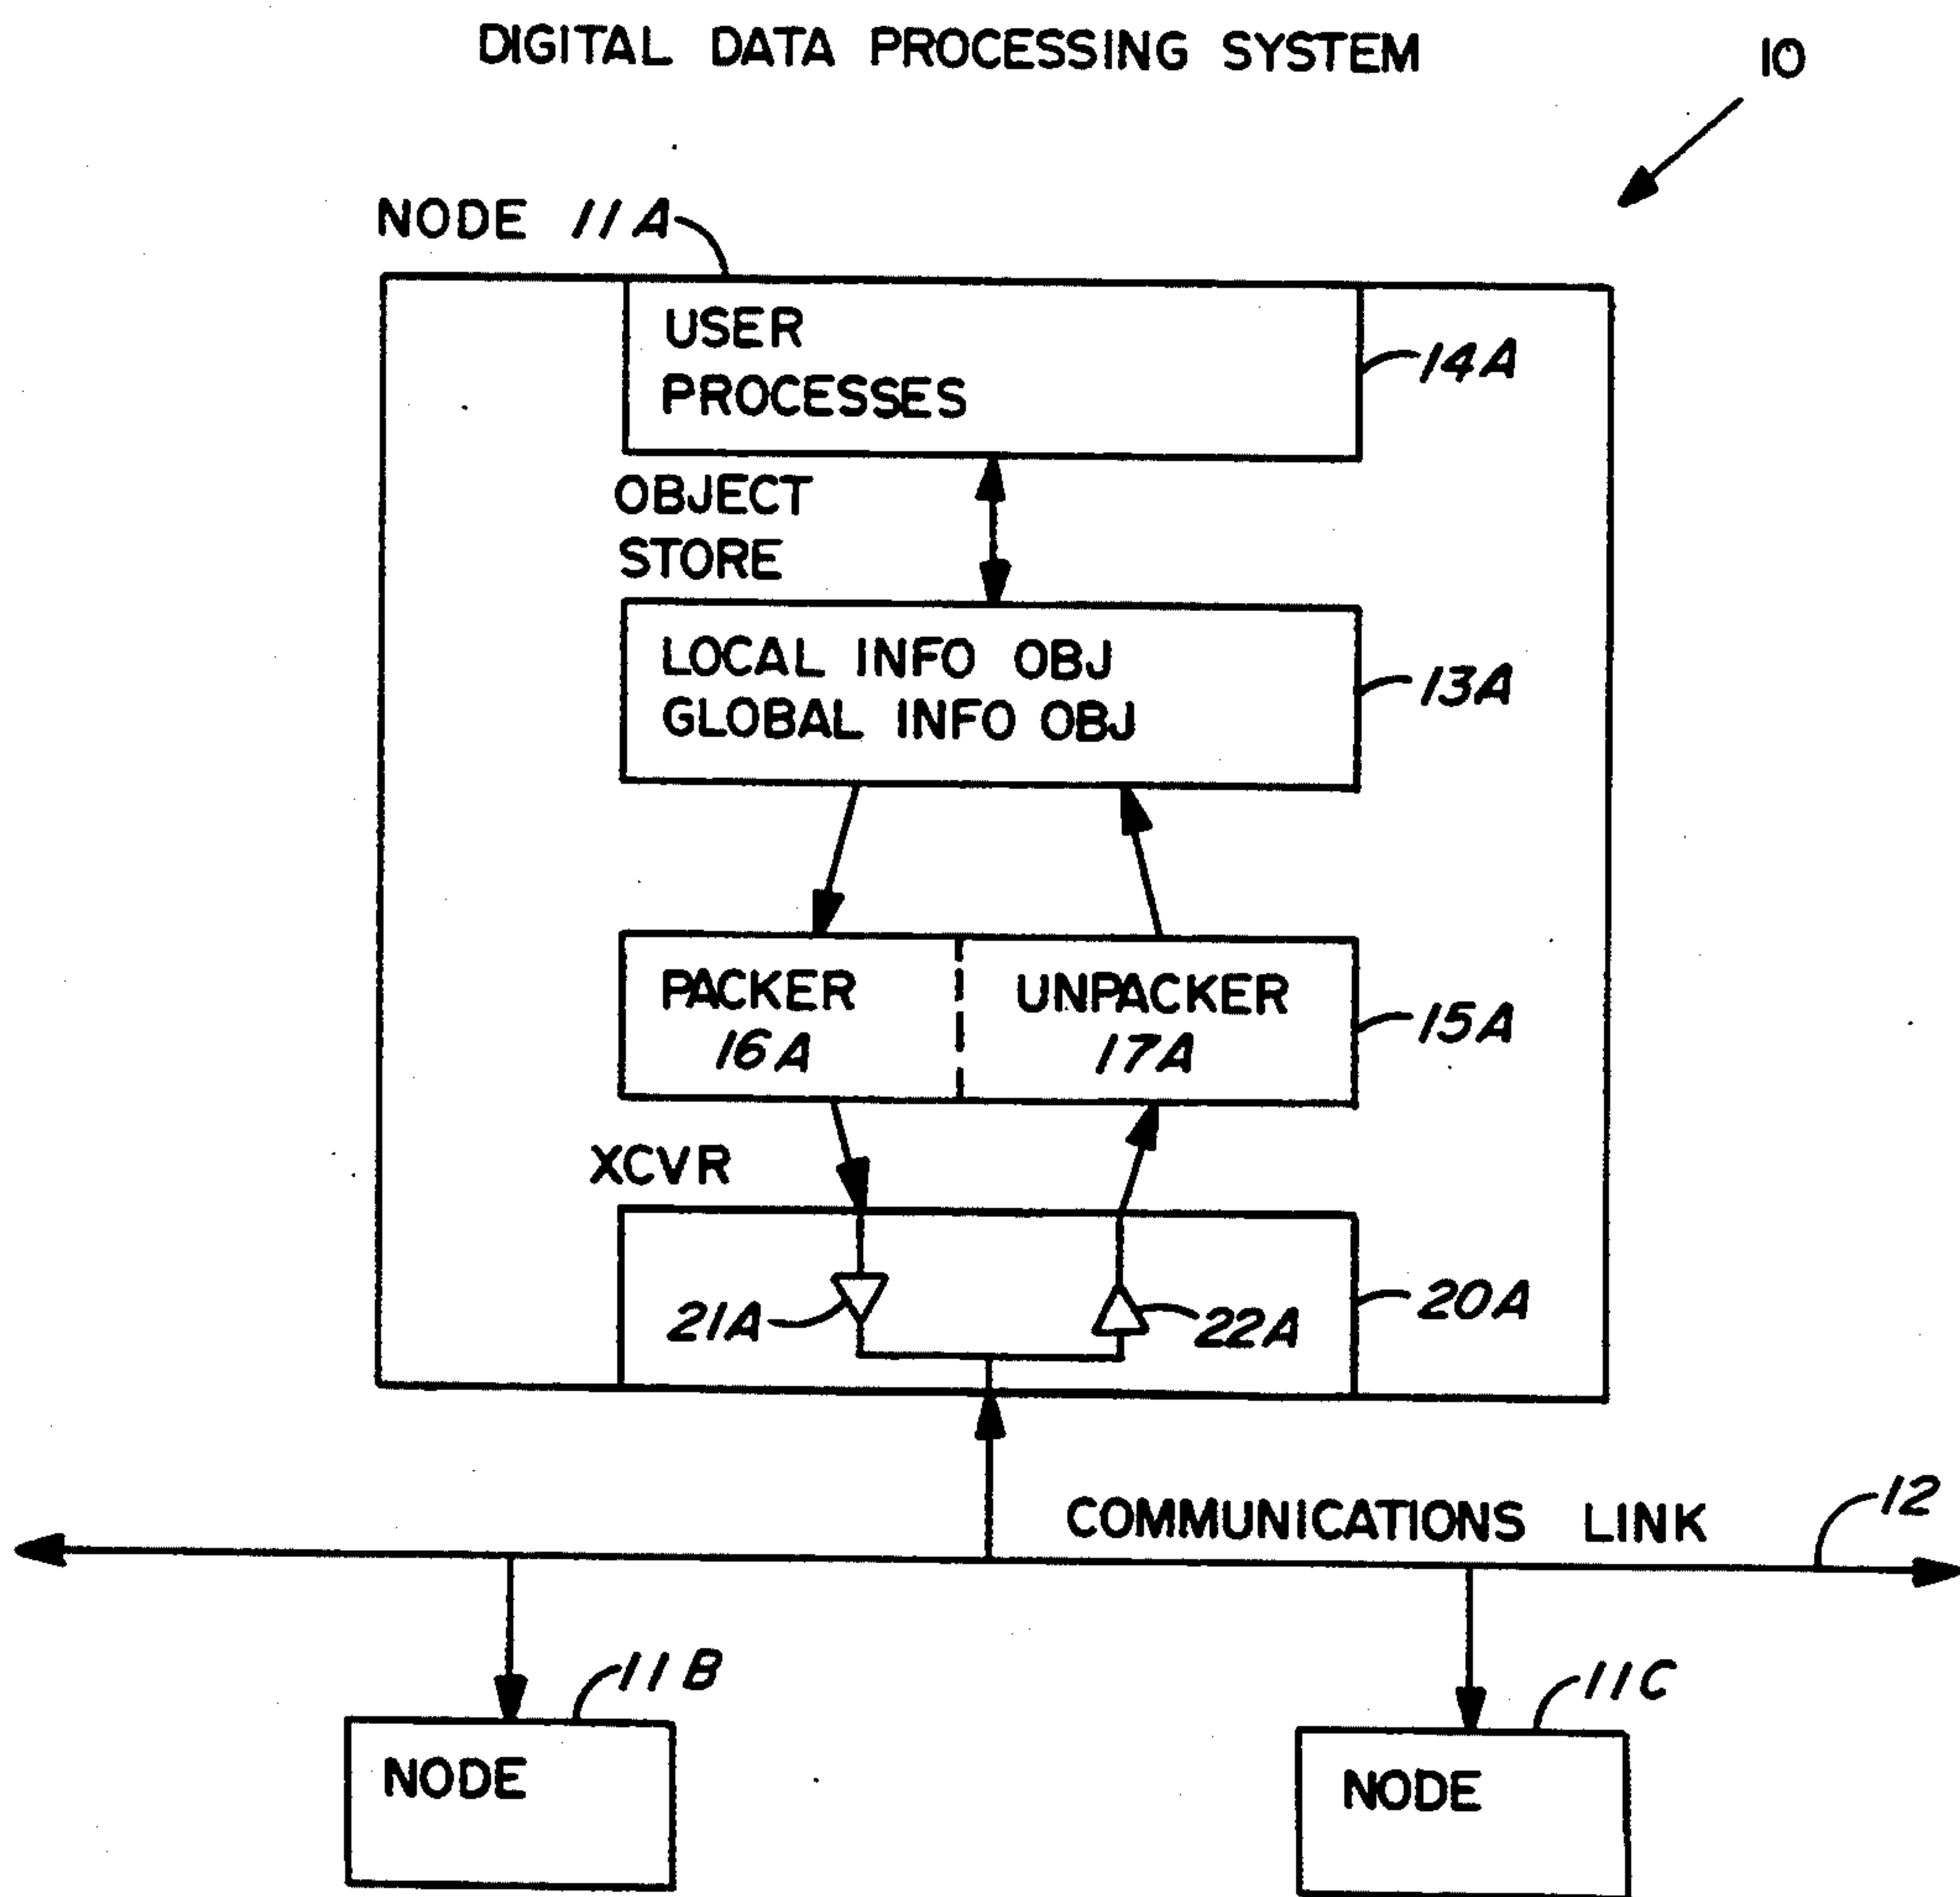 DIGITAL DATA PROCESSING SYSTEM
10
NODE 11A
USER
PROCESSES
14A
OBJECT
STORE
LOCAL INFO OBJ
GLOBAL INFO OBJ
13A
PACKER
16A
UNPACKER
17A
15A
XCVR
21A
22A
20A
COMMUNICATIONS LINK
12
11B
NODE
11C
NODE